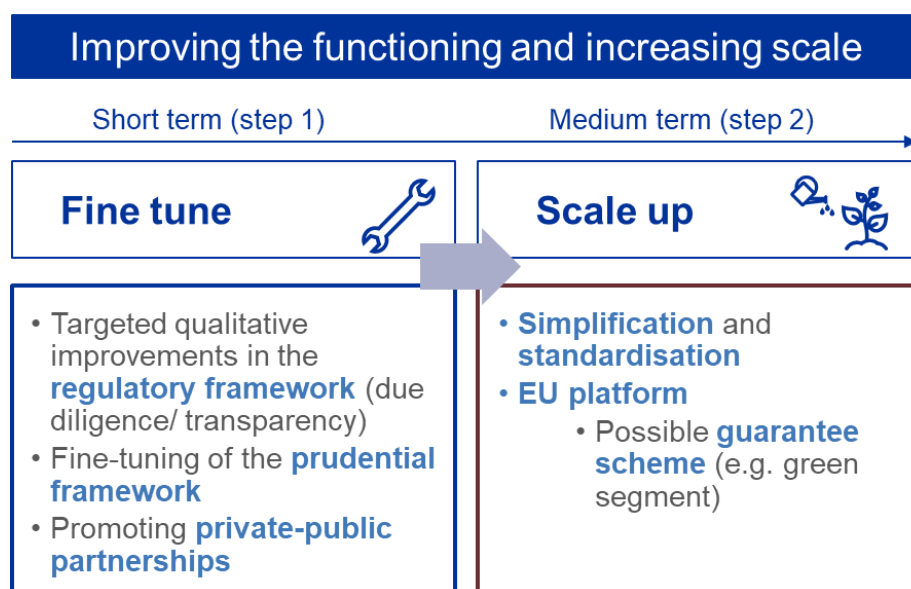 Improving the functioning and increasing scale
Short term (step 1)
Medium term (step 2)
Fine tune
Scale up
• Targeted qualitative
improvements in the
regulatory framework (due
diligence/ transparency)
• Fine-tuning of the prudential
framework
• Promoting private-public
partnerships
• Simplification and
standardisation
• EU platform
• Possible guarantee
scheme (e.g. green
segment)